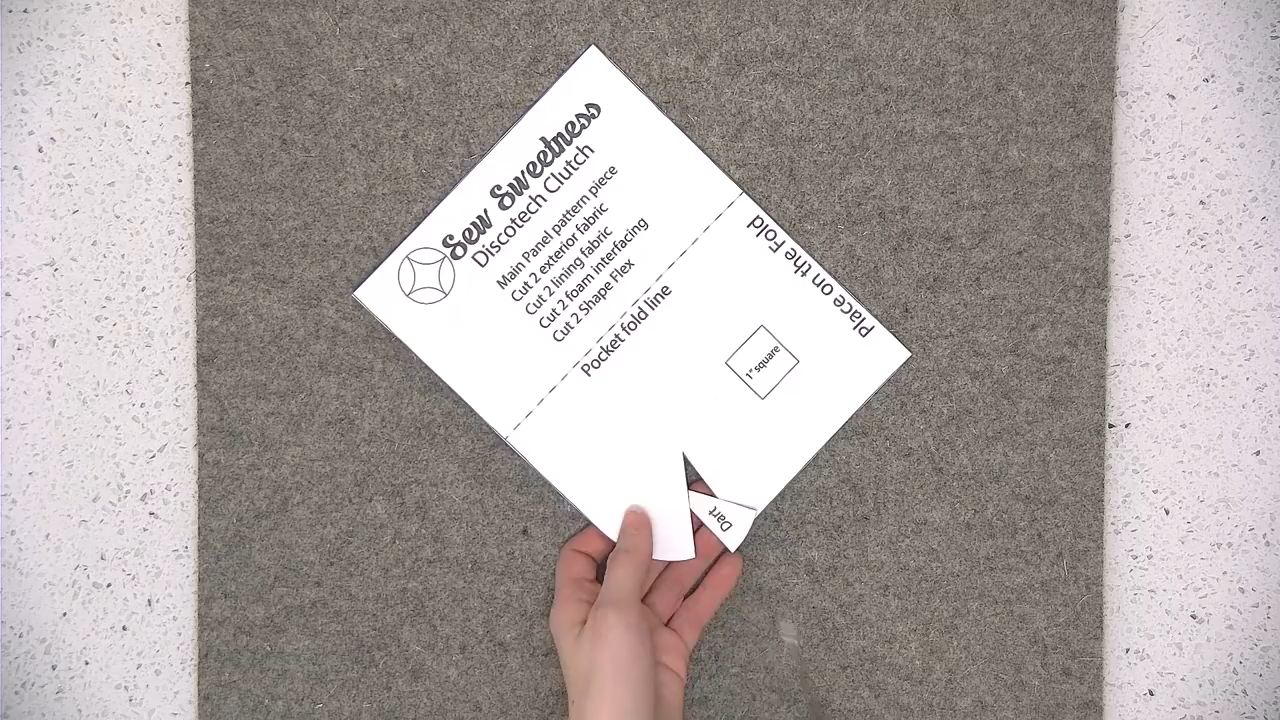 Sew Sweetness
Discotech Clutch
Main Panel pattern piece
Cut 2 exterior fabric
Cut 2 lining fabric
Cut 2 foam interfacing
Cut 2 Shape Flex
Pocket fold line
Place on the Fold
1" square
Dart